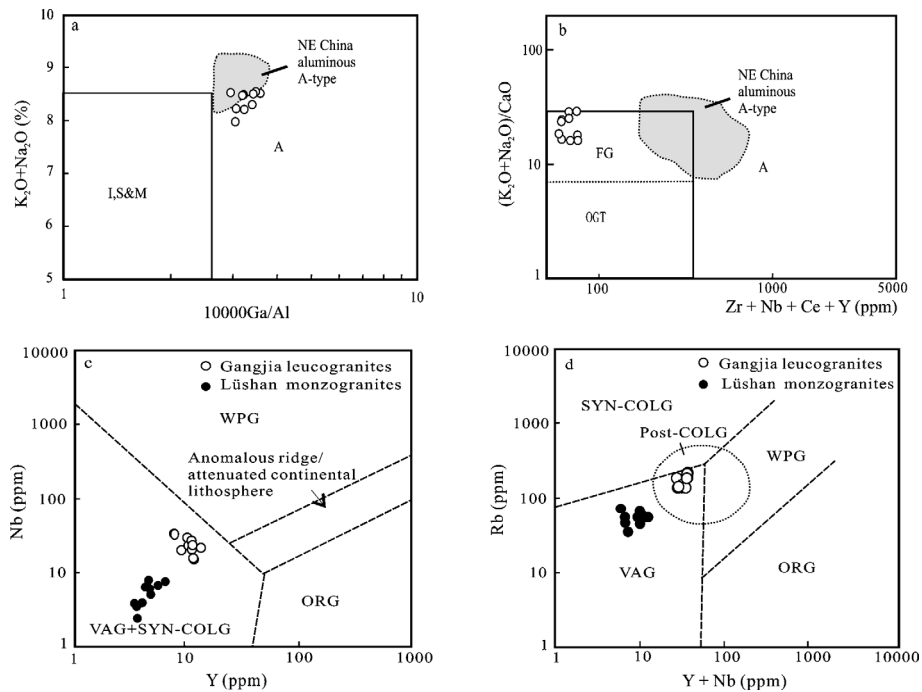 a
10
9
8
7
6
5
K₂O+Na₂O (%)
NE China
aluminous
A-type
A
I,S&M
1
10
10000Ga/Al
b
100
10
1
(K₂O+Na₂O)/CaO
NE China
aluminous
A-type
FG
A
OGT
100
1000
5000
Zr + Nb + Ce + Y (ppm)
c
10000
1000
100
10
1
Nb (ppm)
Gangjia leucogranites
Lüshan monzogranites
WPG
Anomalous ridge/
attenuated continental
lithosphere
ORG
VAG+SYN-COLG
1
10
100
1000
Y (ppm)
d
10000
1000
100
10
1
Rb (ppm)
Gangjia leucogranites
Lüshan monzogranites
SYN-COLG
Post-COLG
WPG
VAG
ORG
1
10
100
1000
10000
Y + Nb (ppm)